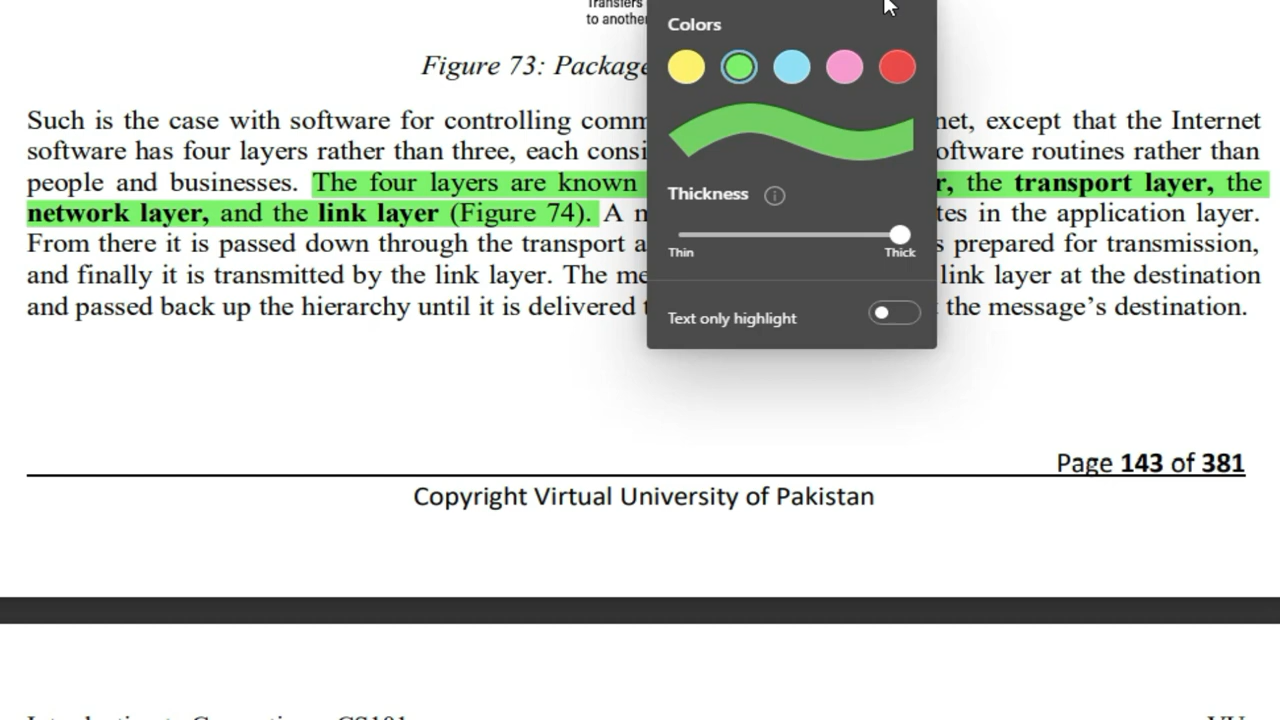 Transfers
to another
Colors
Figure 73: Package
Such is the case with software for controlling comm net, except that the Internet
software has four layers rather than three, each consi oftware routines rather than
people and businesses. The four layers are known r, the transport layer, the
network layer, and the link layer (Figure 74). A m tes in the application layer.
Thickness
From there it is passed down through the transport a s prepared for transmission,
Thin Thick
and finally it is transmitted by the link layer. The me link layer at the destination
and passed back up the hierarchy until it is delivered the message’s destination.
Text only highlight
Page 143 of 381
Copyright Virtual University of Pakistan